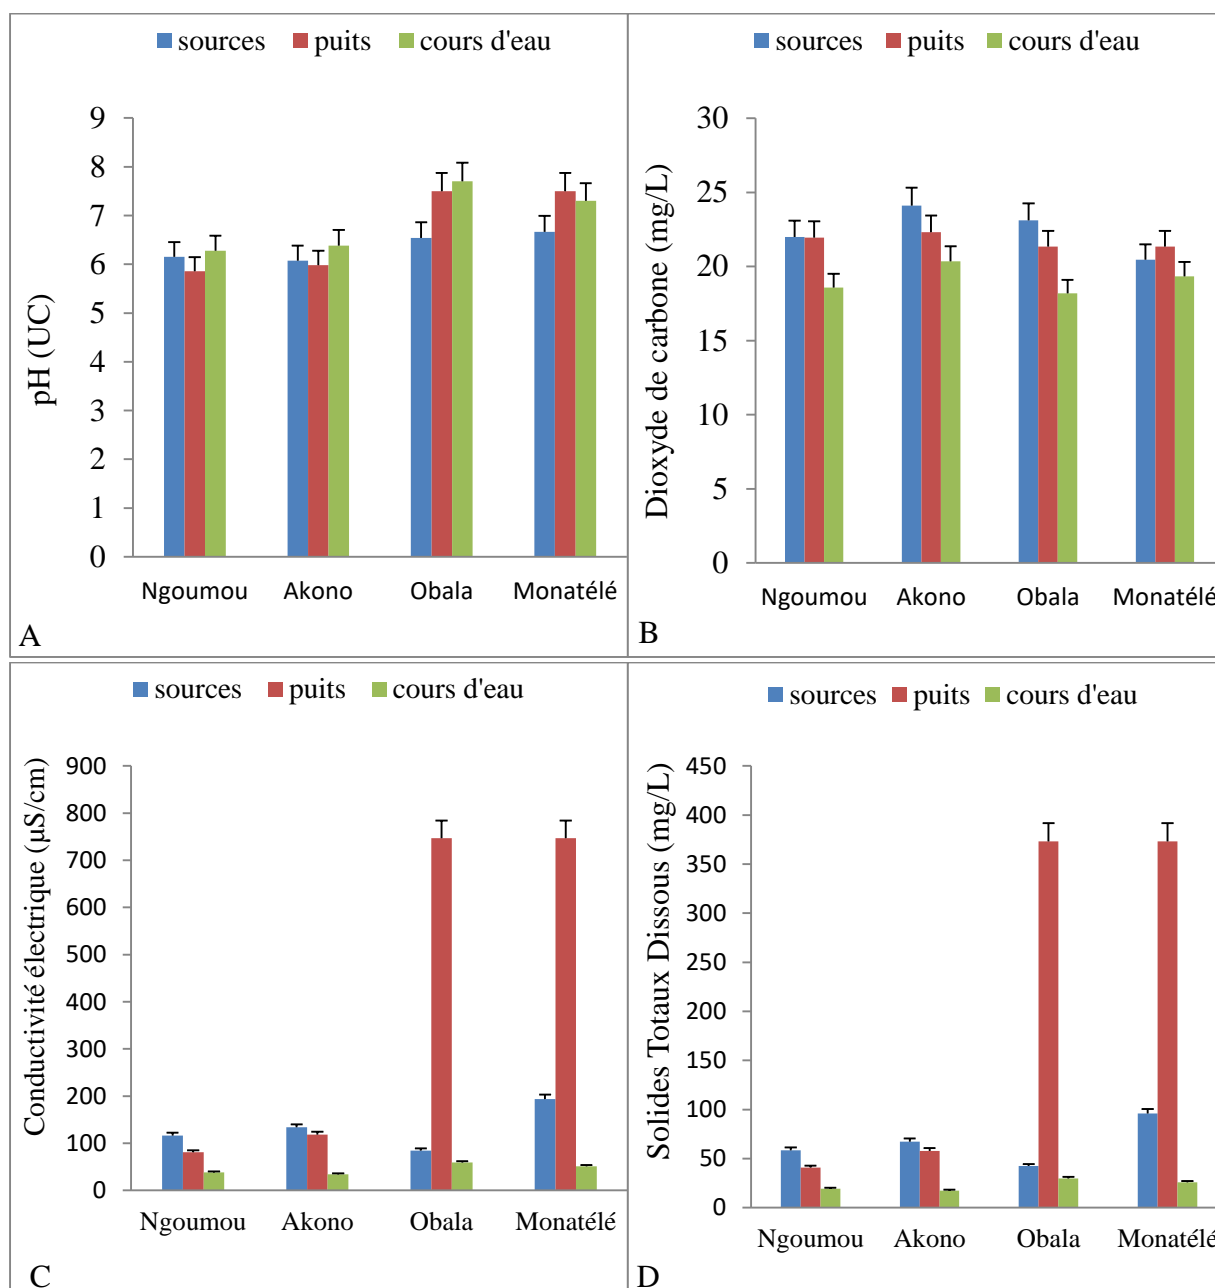 sources puits cours d'eau
pH (UC)
9
8
7
6
5
4
3
2
1
0
Ngoumou Akono Obala Monatélé
A
sources puits cours d'eau
Dioxyde de carbone (mg/L)
30
25
20
15
10
5
0
Ngoumou Akono Obala Monatélé
B
sources puits cours d'eau
Conductivité électrique (µS/cm)
900
800
700
600
500
400
300
200
100
0
Ngoumou Akono Obala Monatélé
C
sources puits cours d'eau
Solides Totaux Dissous (mg/L)
450
400
350
300
250
200
150
100
50
0
Ngoumou Akono Obala Monatélé
D